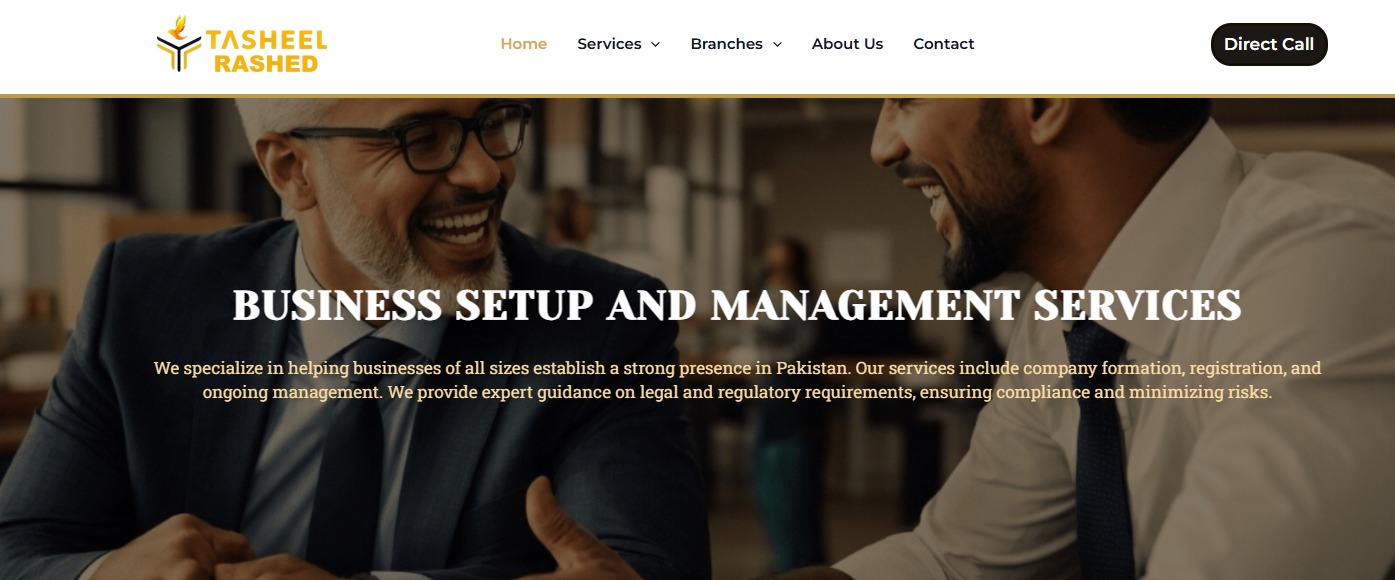 TASHEEL
RASHED
Home Services Branches About Us Contact
Direct Call
BUSINESS SETUP AND MANAGEMENT SERVICES
We specialize in helping businesses of all sizes establish a strong presence in Pakistan. Our services include company formation, registration, and
ongoing management. We provide expert guidance on legal and regulatory requirements, ensuring compliance and minimizing risks.